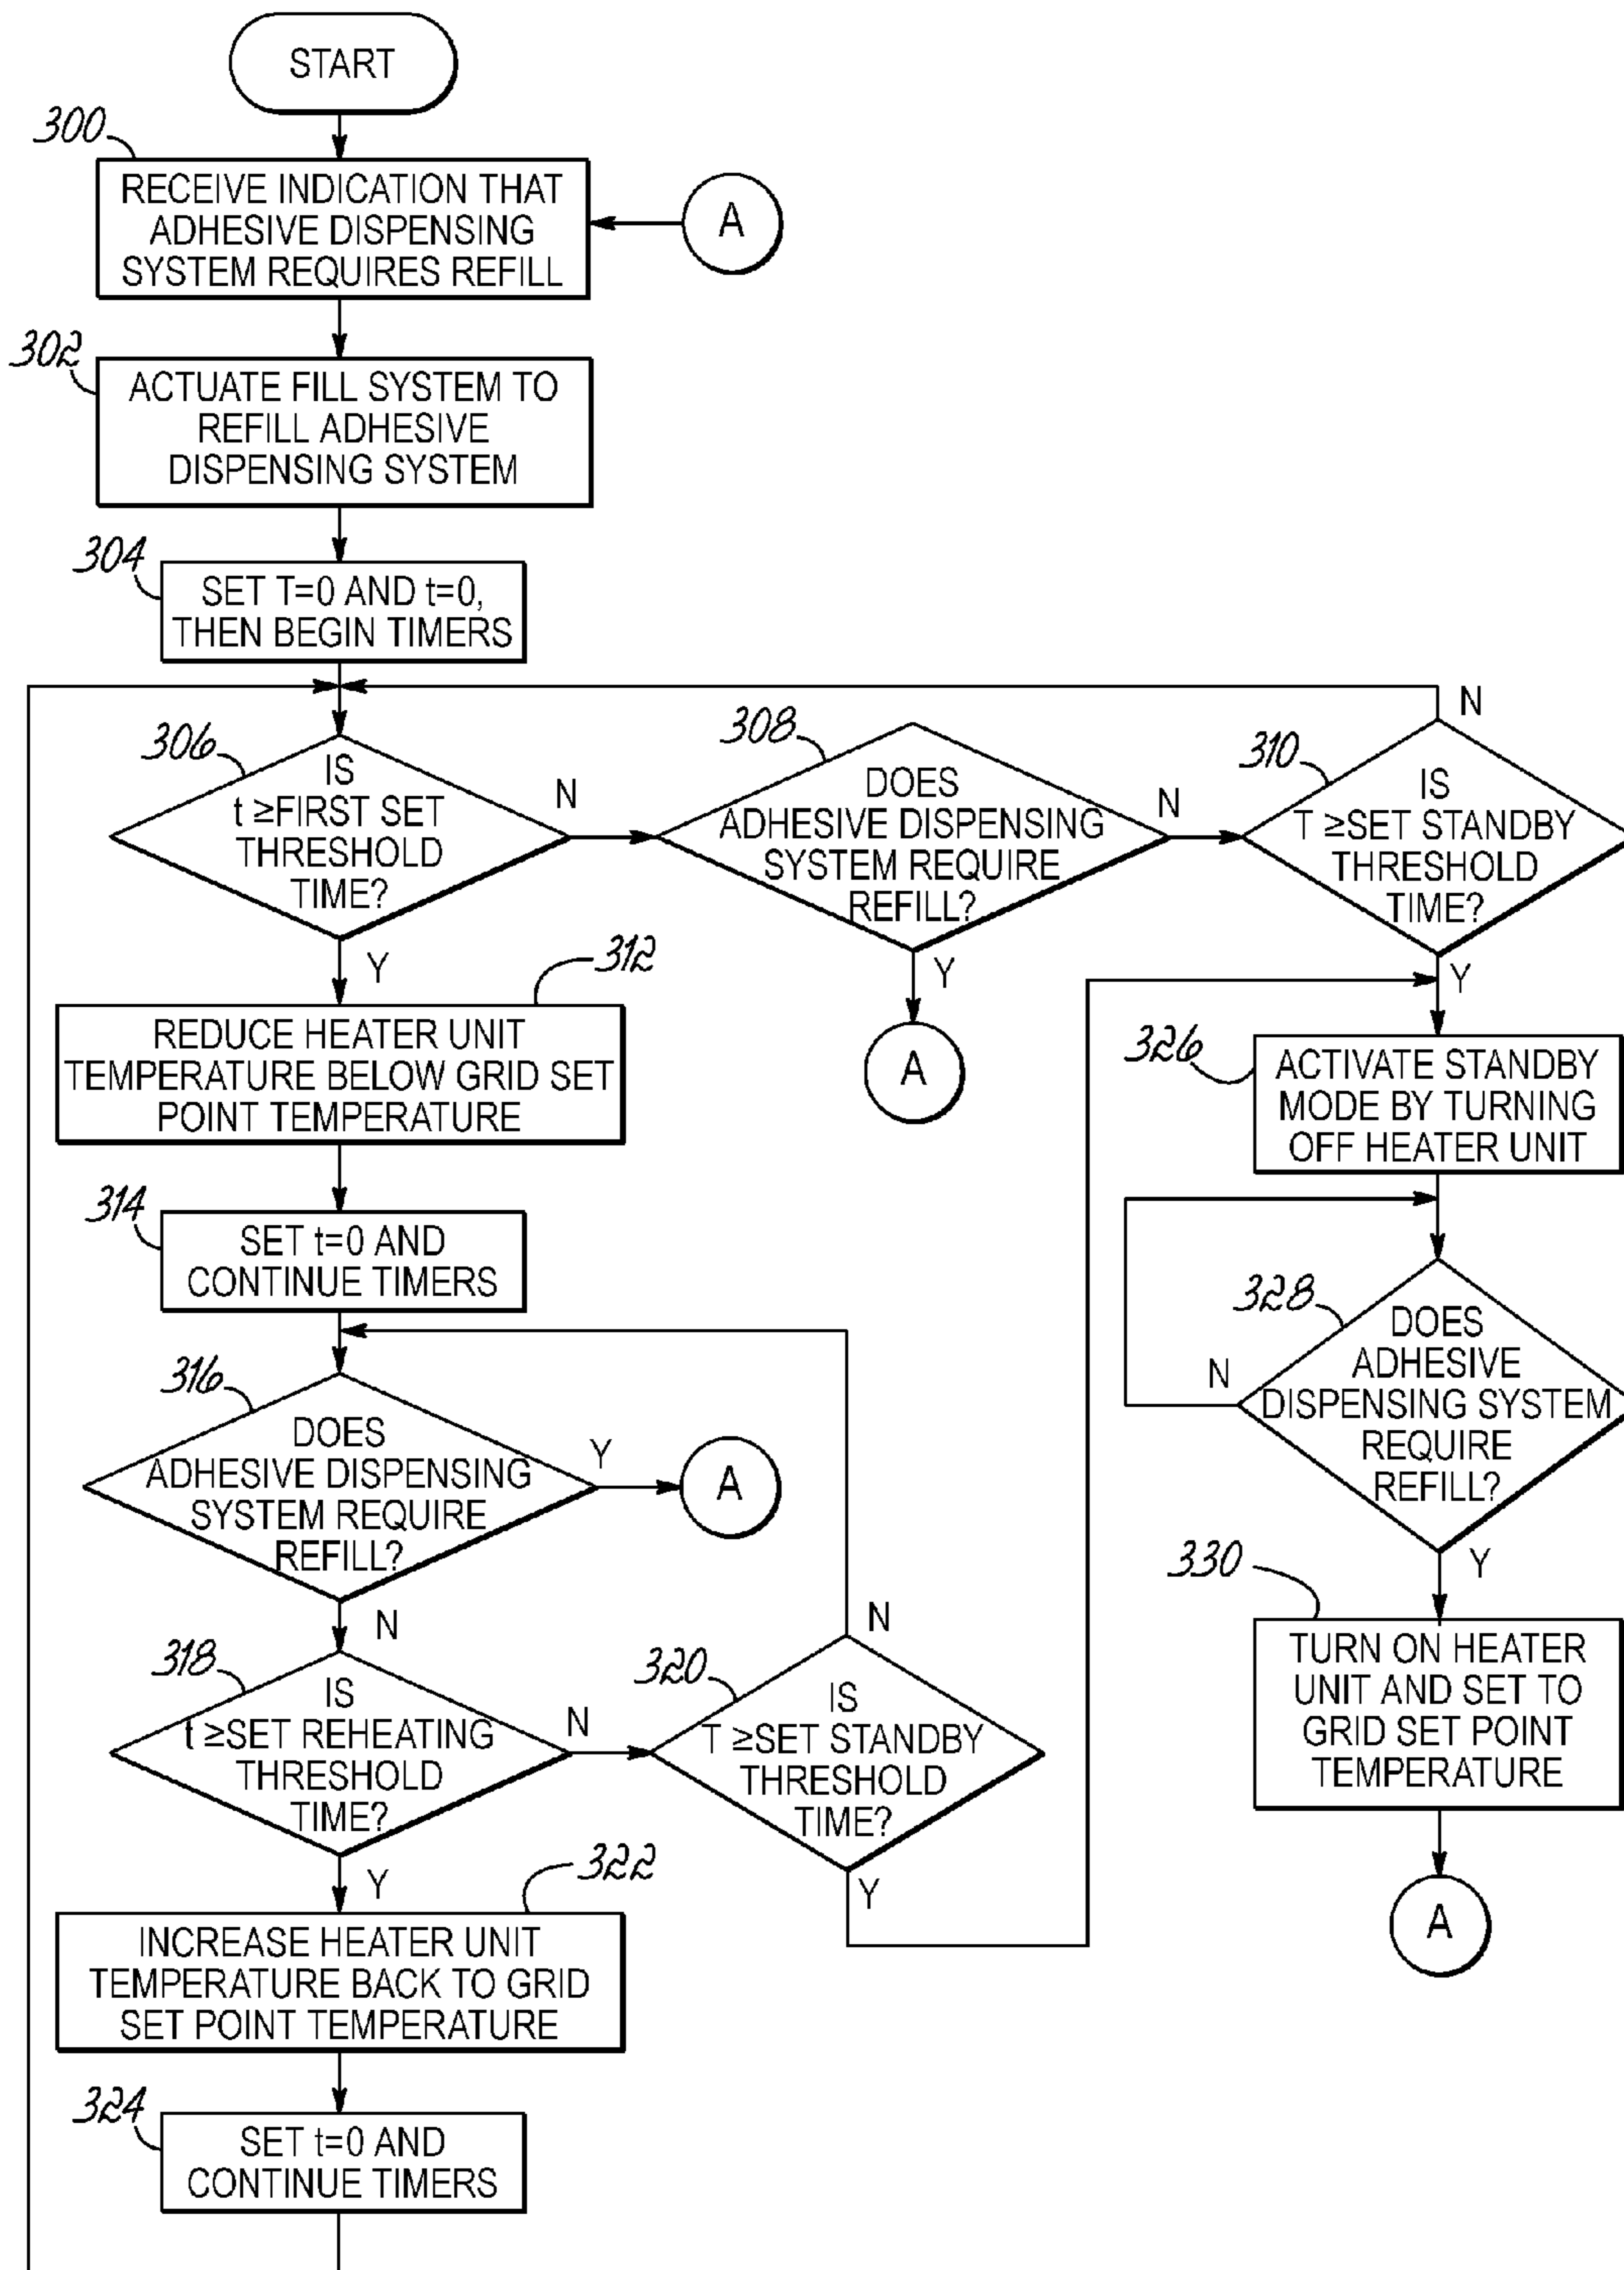 START
300
RECEIVE INDICATION THAT
ADHESIVE DISPENSING
SYSTEM REQUIRES REFILL
A
302
ACTUATE FILL SYSTEM TO
REFILL ADHESIVE
DISPENSING SYSTEM
304
SET T=0 AND t=0,
THEN BEGIN TIMERS
306
IS
t ≥FIRST SET
THRESHOLD
TIME?
N
Y
308
DOES
ADHESIVE DISPENSING
SYSTEM REQUIRE
REFILL?
N
Y
A
310
IS
T ≥SET STANDBY
THRESHOLD
TIME?
N
Y
312
REDUCE HEATER UNIT
TEMPERATURE BELOW GRID SET
POINT TEMPERATURE
314
SET t=0 AND
CONTINUE TIMERS
316
DOES
ADHESIVE DISPENSING
SYSTEM REQUIRE
REFILL?
Y
A
N
318
IS
t ≥SET REHEATING
THRESHOLD
TIME?
N
Y
320
IS
T ≥SET STANDBY
THRESHOLD
TIME?
N
Y
322
INCREASE HEATER UNIT
TEMPERATURE BACK TO GRID
SET POINT TEMPERATURE
324
SET t=0 AND
CONTINUE TIMERS
326
ACTIVATE STANDBY
MODE BY TURNING
OFF HEATER UNIT
328
DOES
ADHESIVE
DISPENSING SYSTEM
REQUIRE
REFILL?
N
Y
330
TURN ON HEATER
UNIT AND SET TO
GRID SET POINT
TEMPERATURE
A